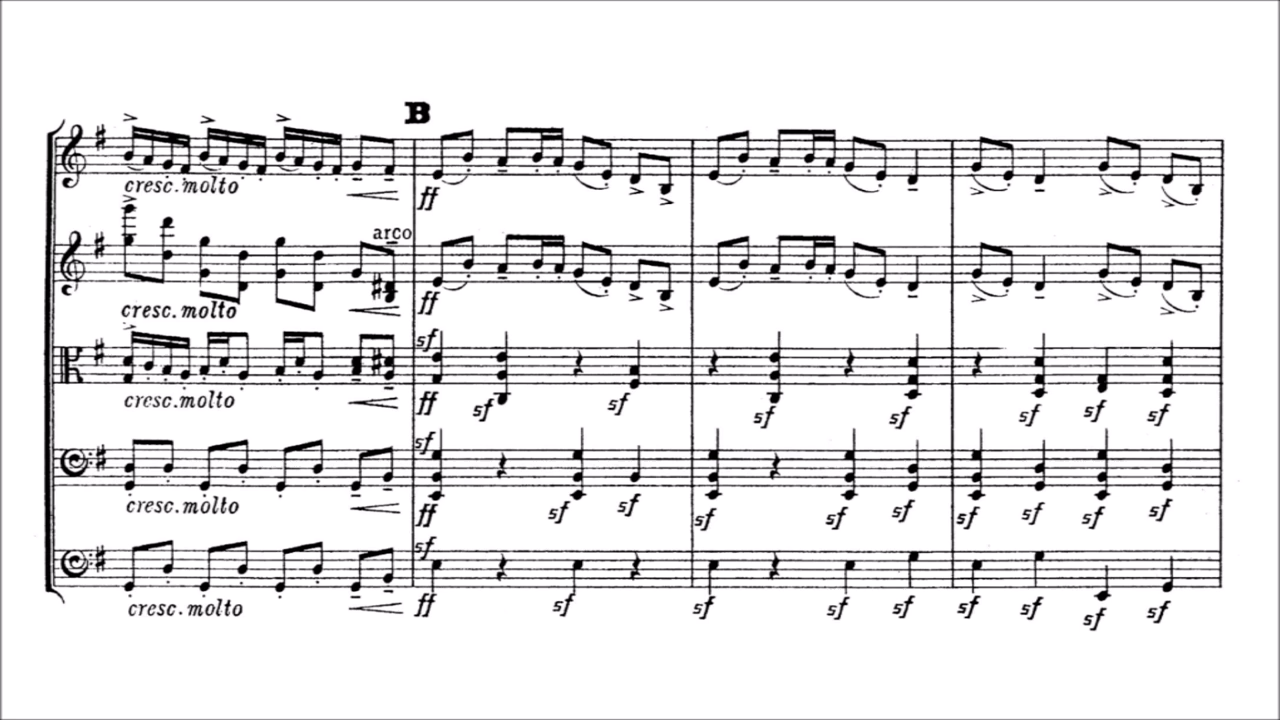 B
cresc. molto
ff
arco
cresc. molto
ff
sf
cresc. molto
ff sf sf sf sf sf sf sf
sf
cresc. molto
ff sf sf sf sf sf sf sf sf sf
sf
cresc. molto
ff sf sf sf sf sf sf sf sf